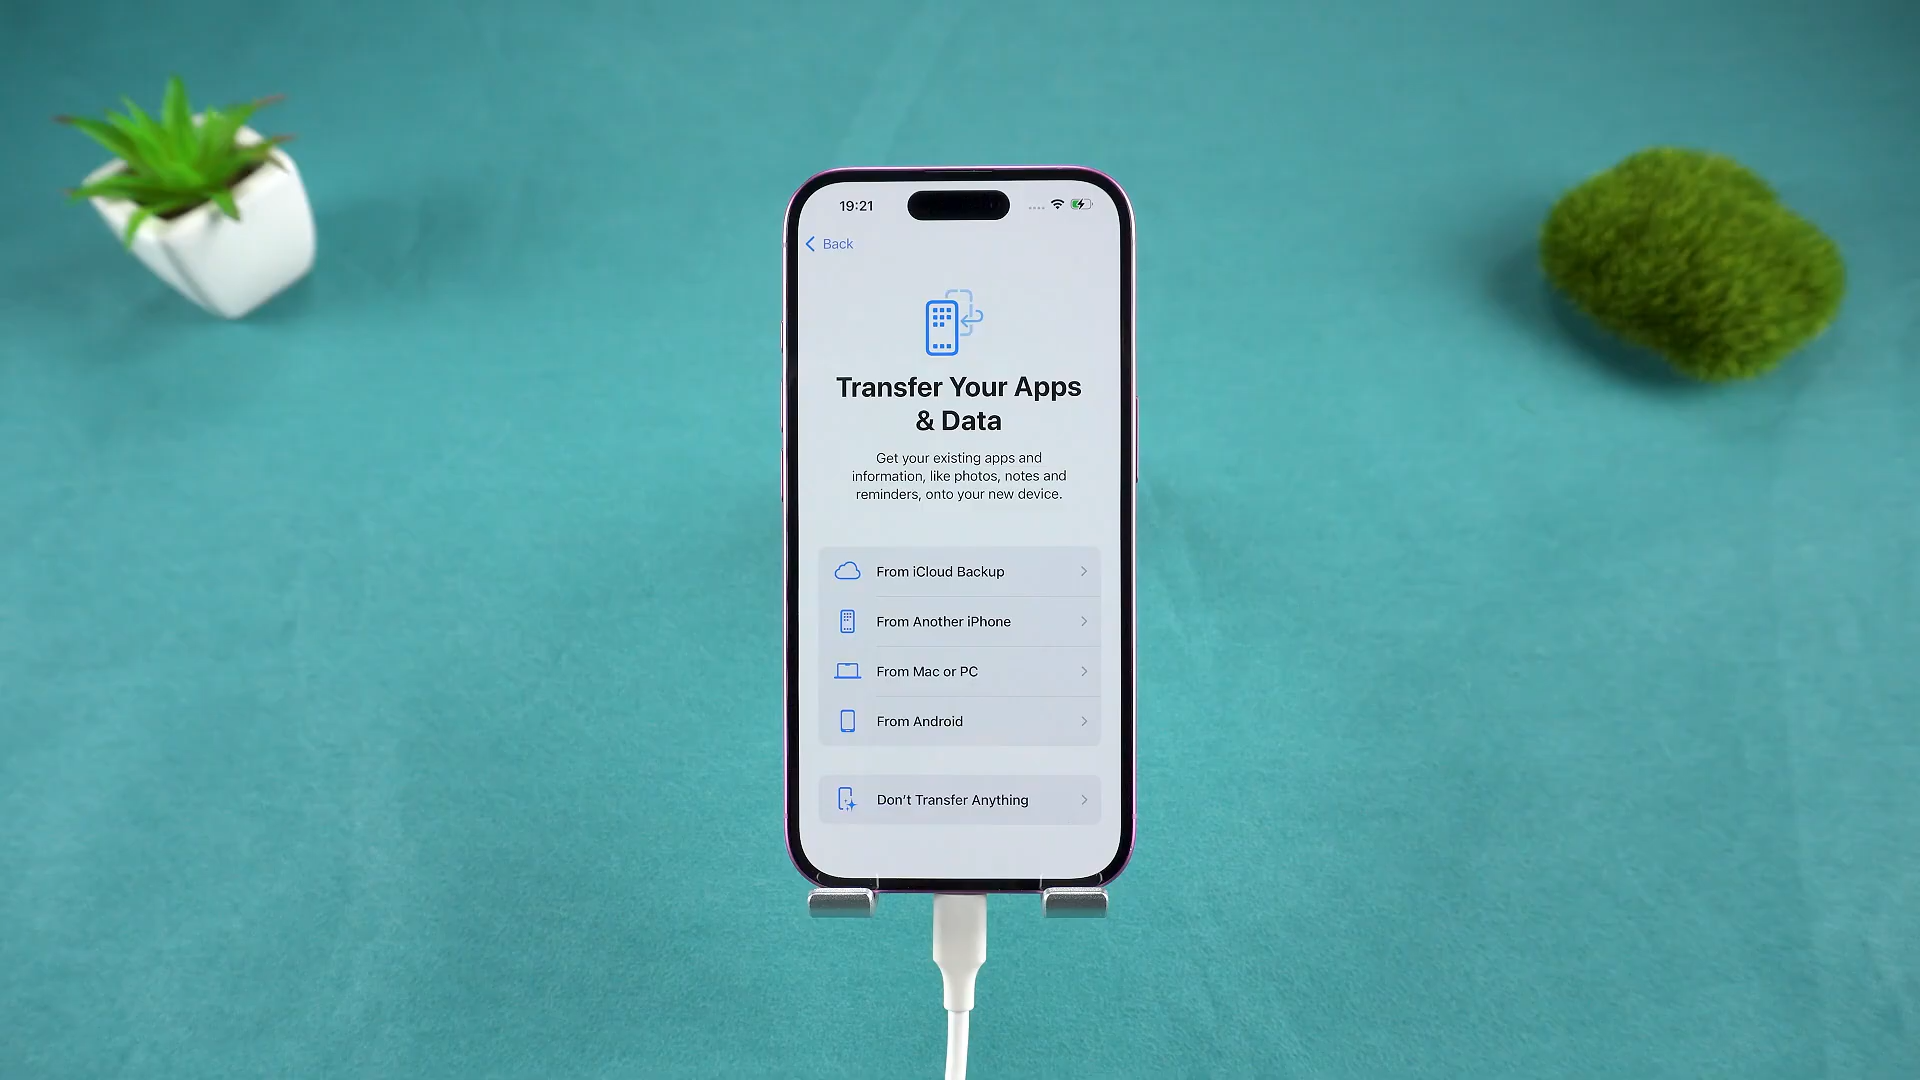 19:21
Back
Transfer Your Apps
& Data
Get your existing apps and
information, like photos, notes and
reminders, onto your new device.
From iCloud Backup
From Another iPhone
From Mac or PC
From Android
Don’t Transfer Anything